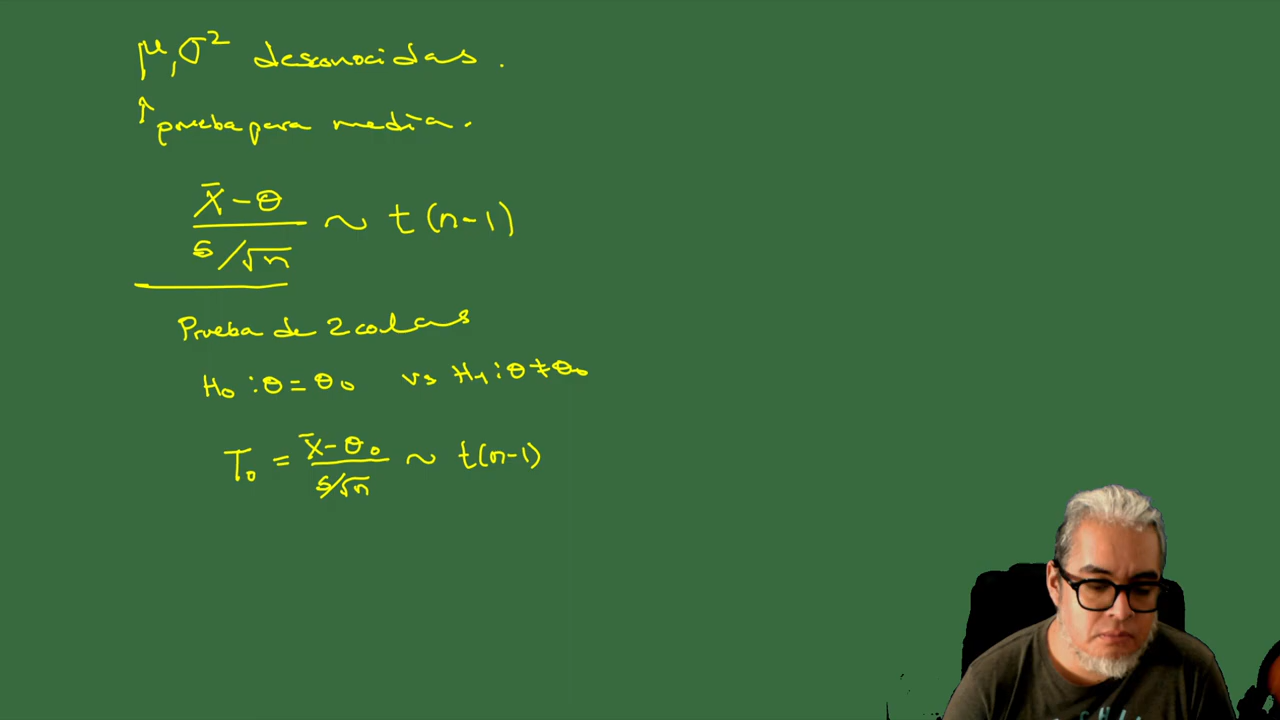 μ, σ² desconocidas.
↑ prueba para media.
X̄ - θ / s/√n ~ t(n-1)
Prueba de 2 colas
H₀ : θ = θ₀ vs H₁ : θ ≠ θ₀
T₀ = X̄ - θ₀ / s/√n ~ t(n-1)